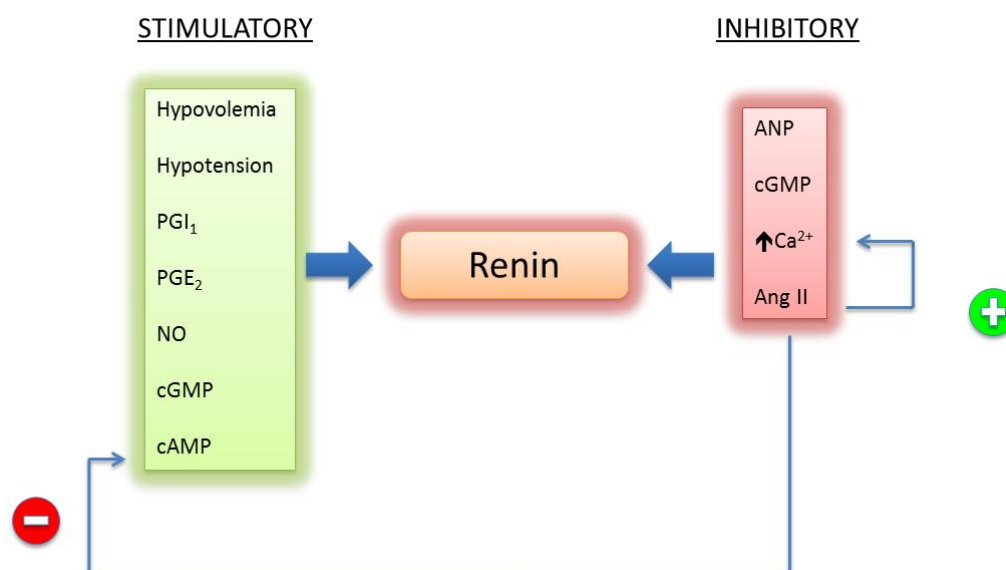 STIMULATORY
Hypovolemia
Hypotension
PGI₁
PGE₂
NO
cGMP
cAMP
Renin
INHIBITORY
ANP
cGMP
🡅Ca²⁺
Ang II
−
+